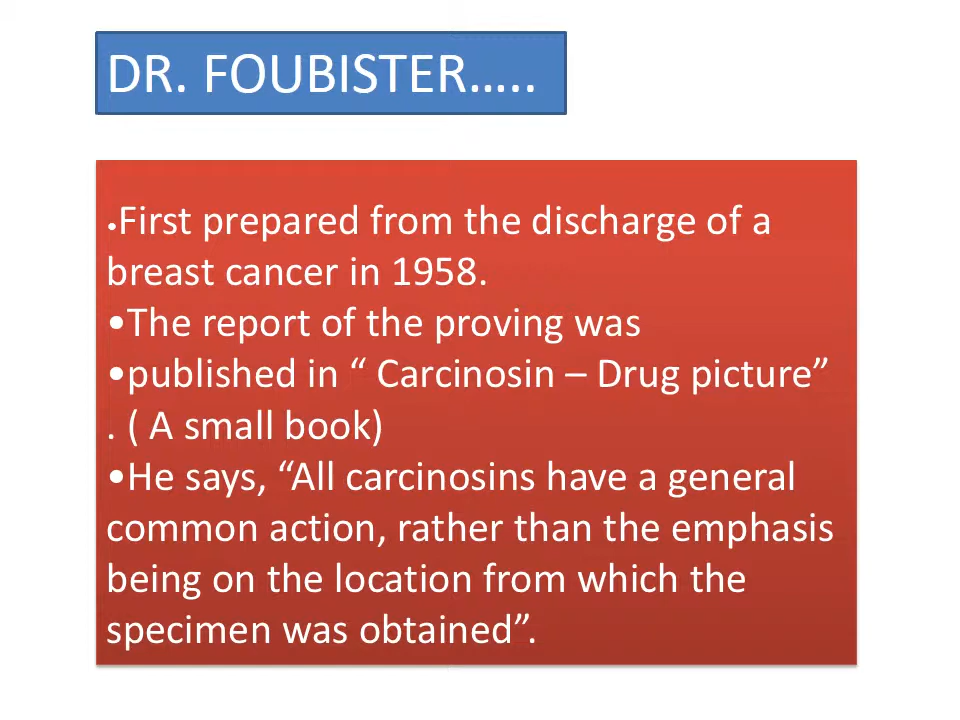 DR. FOUBISTER…..
•First prepared from the discharge of a
breast cancer in 1958.
•The report of the proving was
•published in “ Carcinosin – Drug picture”
. ( A small book)
•He says, “All carcinosins have a general
common action, rather than the emphasis
being on the location from which the
specimen was obtained”.